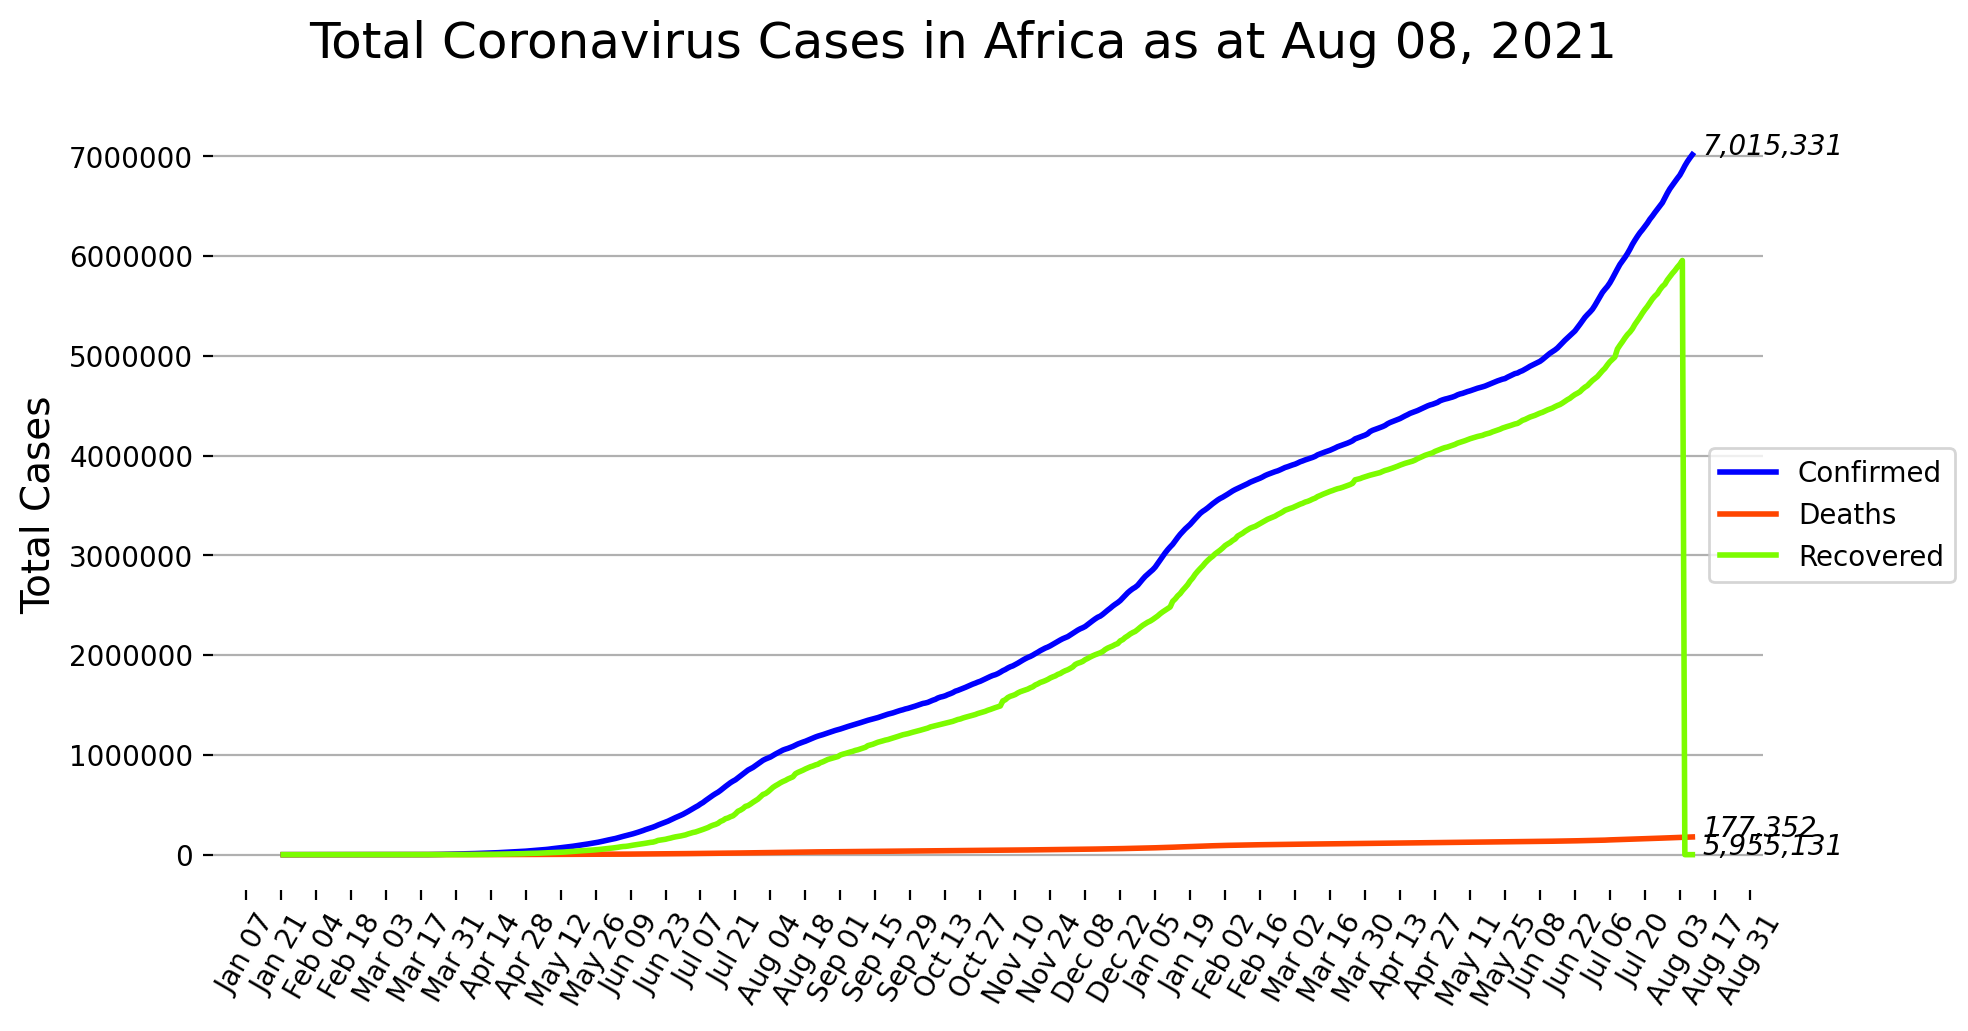 Total Coronavirus Cases in Africa as at Aug 08, 2021
Total Cases
7000000
6000000
5000000
4000000
3000000
2000000
1000000
0
7,015,331
177,352
5,955,131
Confirmed
Deaths
Recovered
Jan 07
Jan 21
Feb 04
Feb 18
Mar 03
Mar 17
Mar 31
Apr 14
Apr 28
May 12
May 26
Jun 09
Jun 23
Jul 07
Jul 21
Aug 04
Aug 18
Sep 01
Sep 15
Sep 29
Oct 13
Oct 27
Nov 10
Nov 24
Dec 08
Dec 22
Jan 05
Jan 19
Feb 02
Feb 16
Mar 02
Mar 16
Mar 30
Apr 13
Apr 27
May 11
May 25
Jun 08
Jun 22
Jul 06
Jul 20
Aug 03
Aug 17
Aug 31